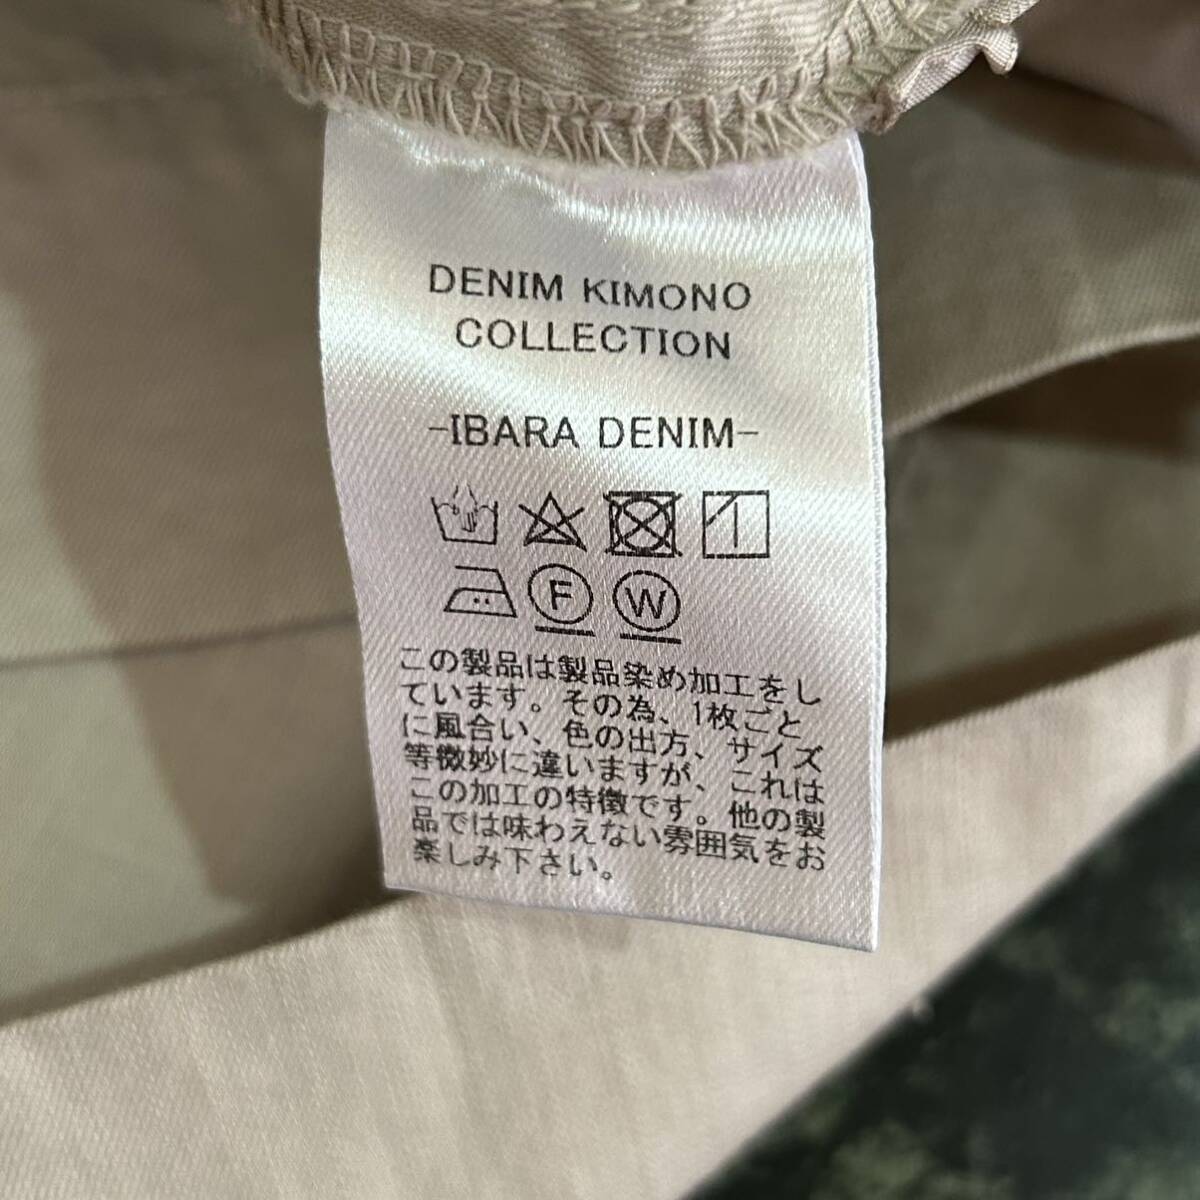 DENIM KIMONO
COLLECTION
-IBARA DENIM-
F W
この製品は製品染め加工をし
ています。その為、1枚ごと
に風合い、色の出方、サイズ
等微妙に違いますが、これは
この加工の特徴です。他の製
品では味わえない雰囲気をお
楽しみ下さい。